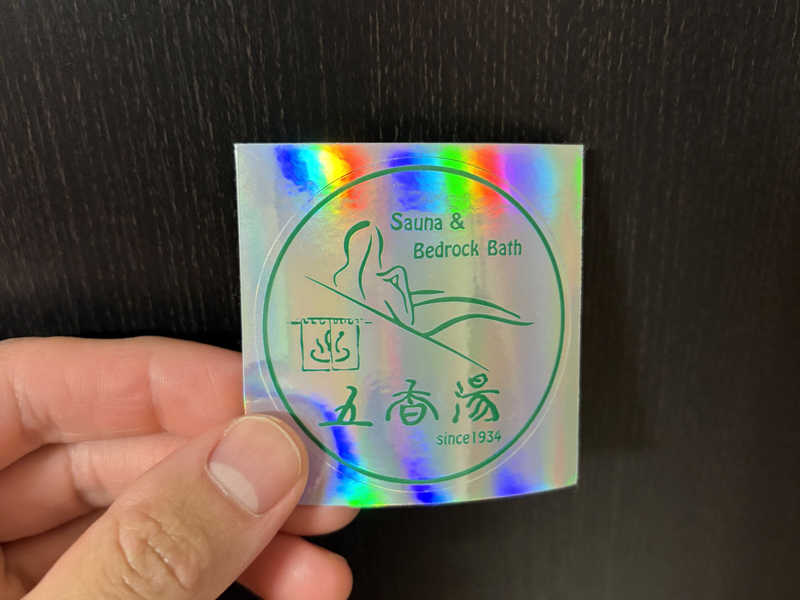 Sauna &
Bedrock Bath
五香湯
since1934